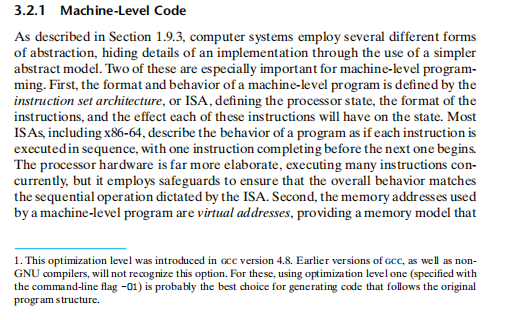 3.2.1 Machine-Level Code
As described in Section 1.9.3, computer systems employ several different forms
of abstraction, hiding details of an implementation through the use of a simpler
abstract model. Two of these are especially important for machine-level program-
ming. First, the format and behavior of a machine-level program is defined by the
instruction set architecture, or ISA, defining the processor state, the format of the
instructions, and the effect each of these instructions will have on the state. Most
ISAs, including x86-64, describe the behavior of a program as if each instruction is
executed in sequence, with one instruction completing before the next one begins.
The processor hardware is far more elaborate, executing many instructions con-
currently, but it employs safeguards to ensure that the overall behavior matches
the sequential operation dictated by the ISA. Second, the memory addresses used
by a machine-level program are virtual addresses, providing a memory model that
1. This optimization level was introduced in GCC version 4.8. Earlier versions of GCC, as well as non-
GNU compilers, will not recognize this option. For these, using optimization level one (specified with
the command-line flag -O1) is probably the best choice for generating code that follows the original
program structure.